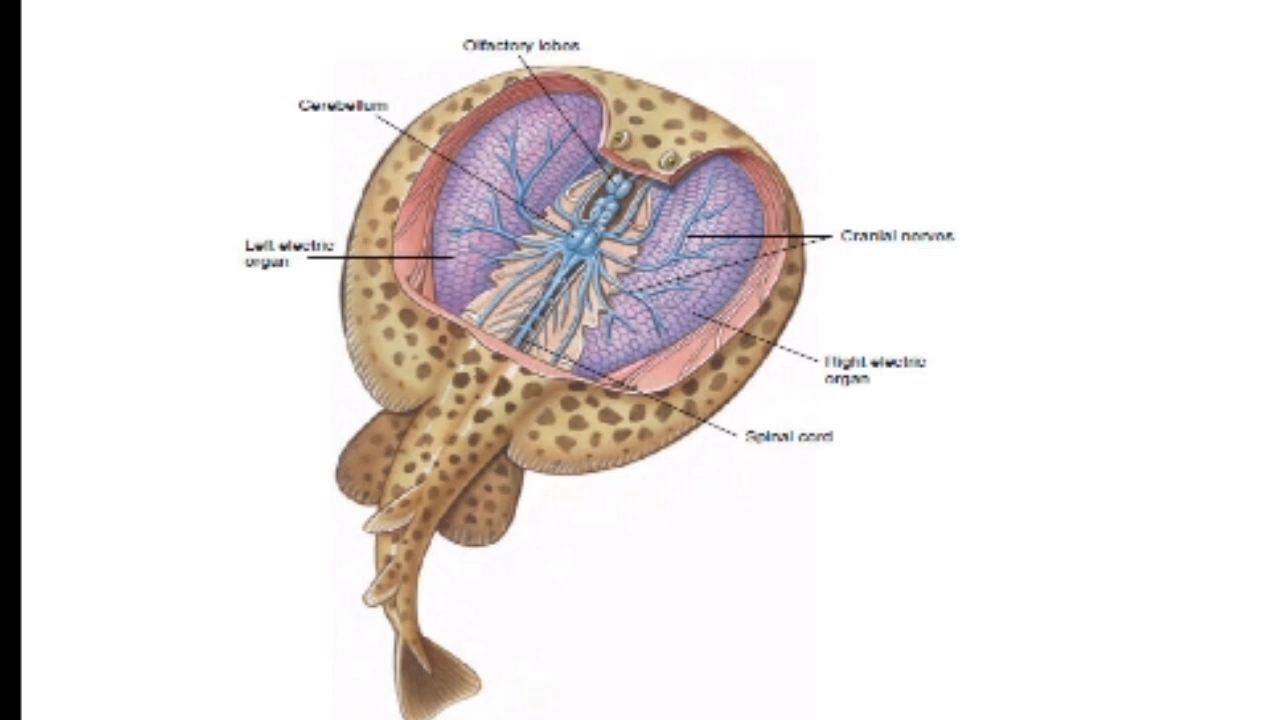 Olfactory lobes
Cerebellum
Cranial nerves
Left electric
organ
Right electric
organ
Spinal cord